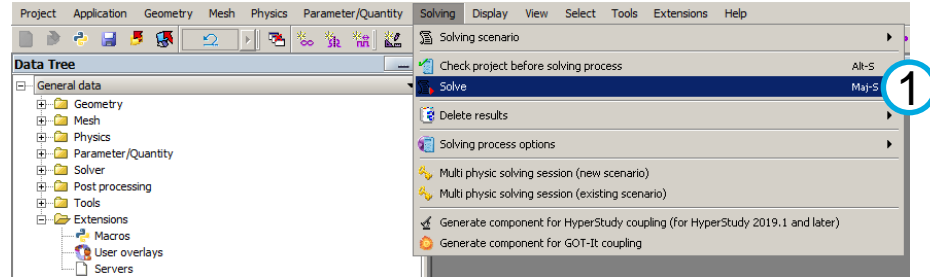 Project Application Geometry Mesh Physics Parameter/Quantity Solving Display View Select Tools Extensions Help
Solving scenario
Data Tree
Check project before solving process Alt-S
General data
Solve Maj-S
1
Geometry
Delete results
Mesh
Physics
Solving process options
Parameter/Quantity
Solver
Multi physic solving session (new scenario)
Post processing
Multi physic solving session (existing scenario)
Tools
Extensions
Generate component for HyperStudy coupling (for HyperStudy 2019.1 and later)
Macros
Generate component for GOT-It coupling
User overlays
Servers